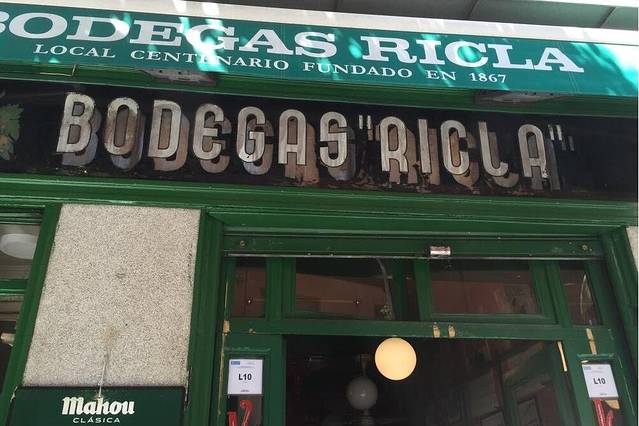 BODEGAS RICLA
LOCAL CENTENARIO FUNDADO EN 1867
BODEGAS "RICLA"
L10
L10
Mahou
CLÁSICA